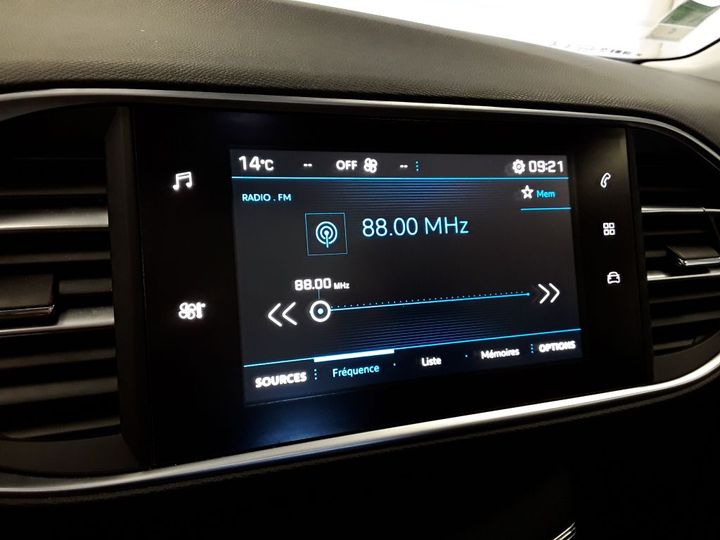 14°C -- OFF -- 09:21
RADIO . FM
Mem
88.00 MHz
88.00 MHz
SOURCES Fréquence Liste Mémoires OPTIONS